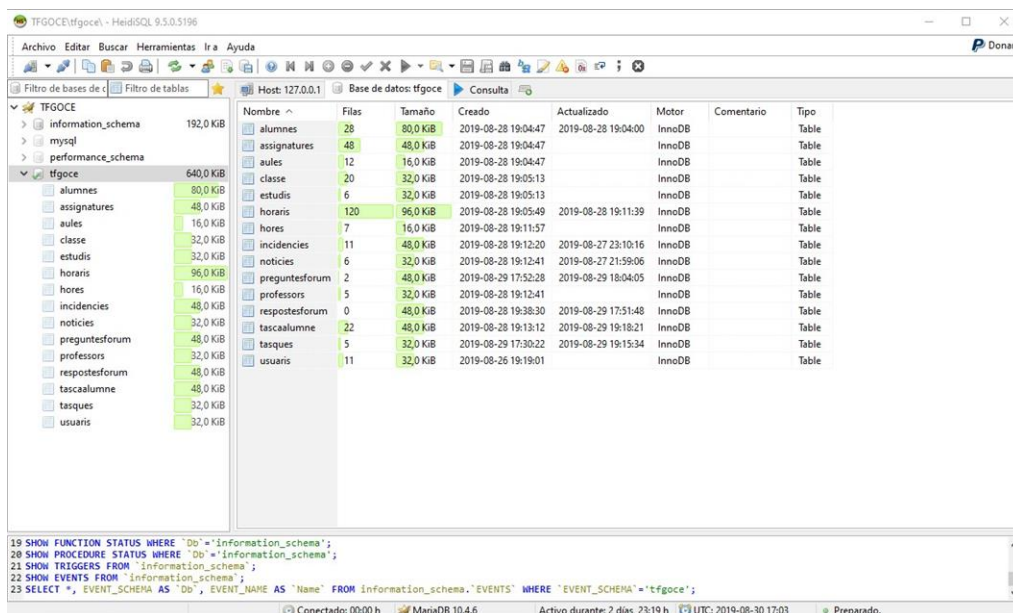 TFGOCE\tfgoce\ - HeidiSQL 9.5.0.5196
Archivo Editar Buscar Herramientas Ir a Ayuda
Donar
Filtro de bases de d Filtro de tablas
Host: 127.0.0.1 Base de datos: tfgoce Consulta
TFGOCE
information_schema 192,0 KiB
mysql
performance_schema
tfgoce 640,0 KiB
alumnes 80,0 KiB
assignatures 48,0 KiB
aules 16,0 KiB
classe 32,0 KiB
estudis 32,0 KiB
horaris 96,0 KiB
hores 16,0 KiB
incidencies 48,0 KiB
noticies 32,0 KiB
preguntesforum 48,0 KiB
professors 32,0 KiB
respostesforum 48,0 KiB
tascaalumne 48,0 KiB
tasques 32,0 KiB
usuaris 32,0 KiB
Nombre Filas Tamaño Creado Actualizado Motor Comentario Tipo
alumnes 28 80,0 KiB 2019-08-28 19:04:47 2019-08-28 19:04:00 InnoDB Table
assignatures 48 48,0 KiB 2019-08-28 19:04:47 InnoDB Table
aules 12 16,0 KiB 2019-08-28 19:04:47 InnoDB Table
classe 20 32,0 KiB 2019-08-28 19:05:13 InnoDB Table
estudis 6 32,0 KiB 2019-08-28 19:05:13 InnoDB Table
horaris 120 96,0 KiB 2019-08-28 19:05:49 2019-08-28 19:11:39 InnoDB Table
hores 7 16,0 KiB 2019-08-28 19:11:57 InnoDB Table
incidencies 11 48,0 KiB 2019-08-28 19:12:20 2019-08-27 23:10:16 InnoDB Table
noticies 6 32,0 KiB 2019-08-28 19:12:41 2019-08-27 21:59:06 InnoDB Table
preguntesforum 2 48,0 KiB 2019-08-29 17:52:28 2019-08-29 18:04:05 InnoDB Table
professors 5 32,0 KiB 2019-08-28 19:12:41 InnoDB Table
respostesforum 0 48,0 KiB 2019-08-28 19:38:30 2019-08-29 17:51:48 InnoDB Table
tascaalumne 22 48,0 KiB 2019-08-28 19:13:12 2019-08-29 19:18:21 InnoDB Table
tasques 5 32,0 KiB 2019-08-29 17:30:22 2019-08-29 19:15:34 InnoDB Table
usuaris 11 32,0 KiB 2019-08-26 19:19:01 InnoDB Table
19 SHOW FUNCTION STATUS WHERE `Db`='information_schema';
20 SHOW PROCEDURE STATUS WHERE `Db`='information_schema';
21 SHOW TRIGGERS FROM `information_schema`;
22 SHOW EVENTS FROM `information_schema`;
23 SELECT *, EVENT_SCHEMA AS `Db`, EVENT_NAME AS `Name` FROM information_schema.`EVENTS` WHERE `EVENT_SCHEMA`='tfgoce';
Conectado: 00:00 h MariaDB 10.4.6 Activo durante: 2 días, 23:19 h UTC: 2019-08-30 17:03 Preparado.